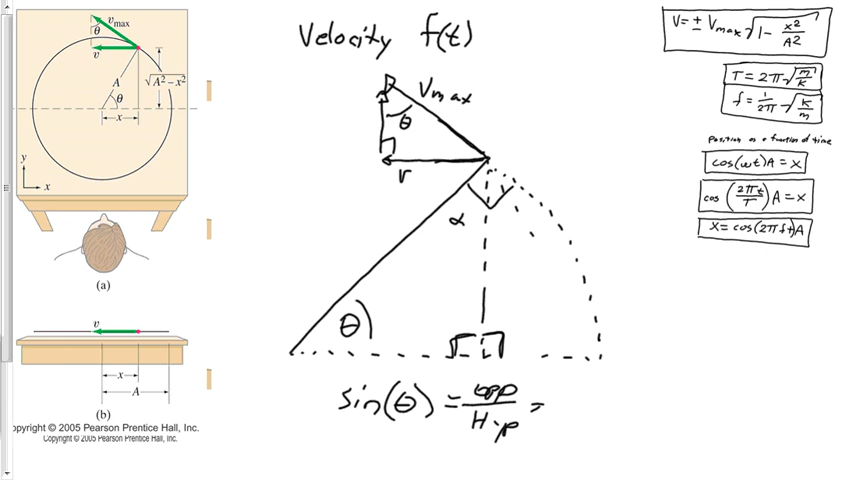 v_max
θ
v
A
√A² – x²
θ
x
y
x
(a)
v
x
A
(b)
opyright © 2005 Pearson Prentice Hall, Inc.
Copyright © 2005 Pearson Prentice Hall, Inc.
Velocity f(t)
Vmax
θ
v
α
γ
θ
sin(θ) = opp/Hyp =
V = ± Vmax √1 - x²/A²
T = 2π √m/k
f = 1/2π √k/m
Position as a function of time
cos(ωt)A = x
cos(2πt/T)A = x
x = cos(2πft)A